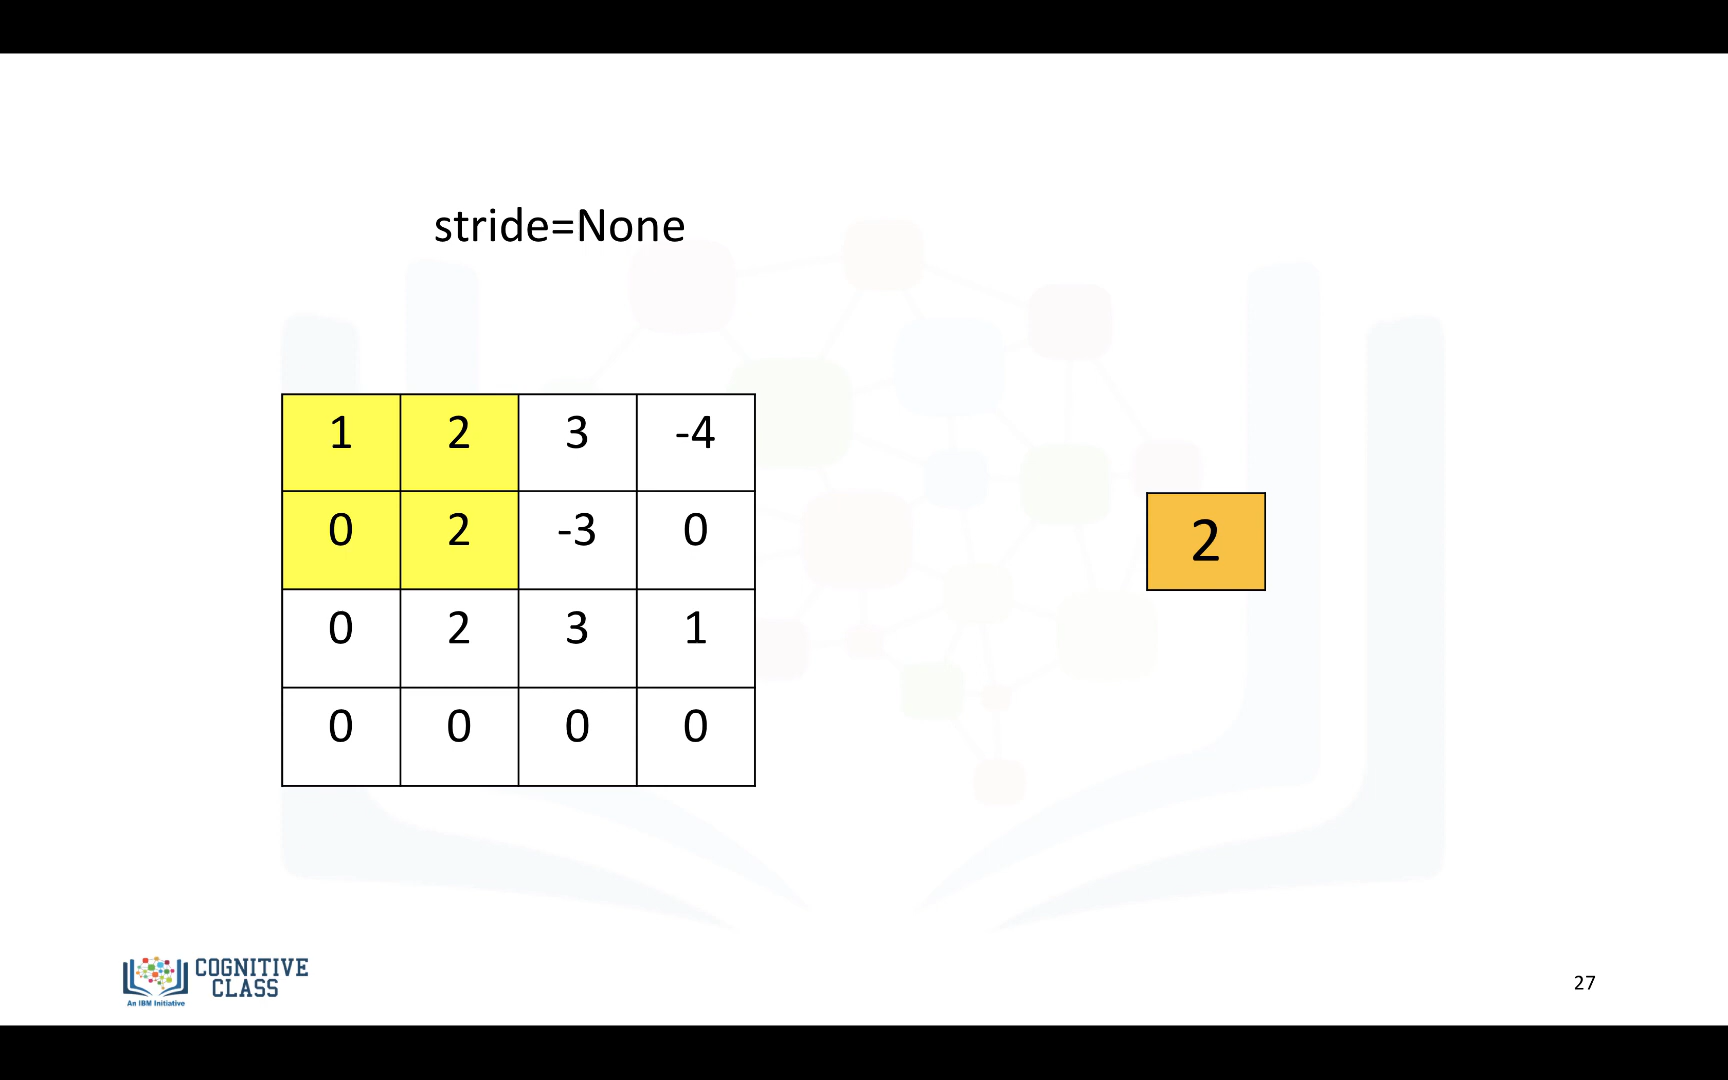 stride=None
1 2 3 -4
0 2 -3 0
2
0 2 3 1
0 0 0 0
COGNITIVE
CLASS
An IBM Initiative
27